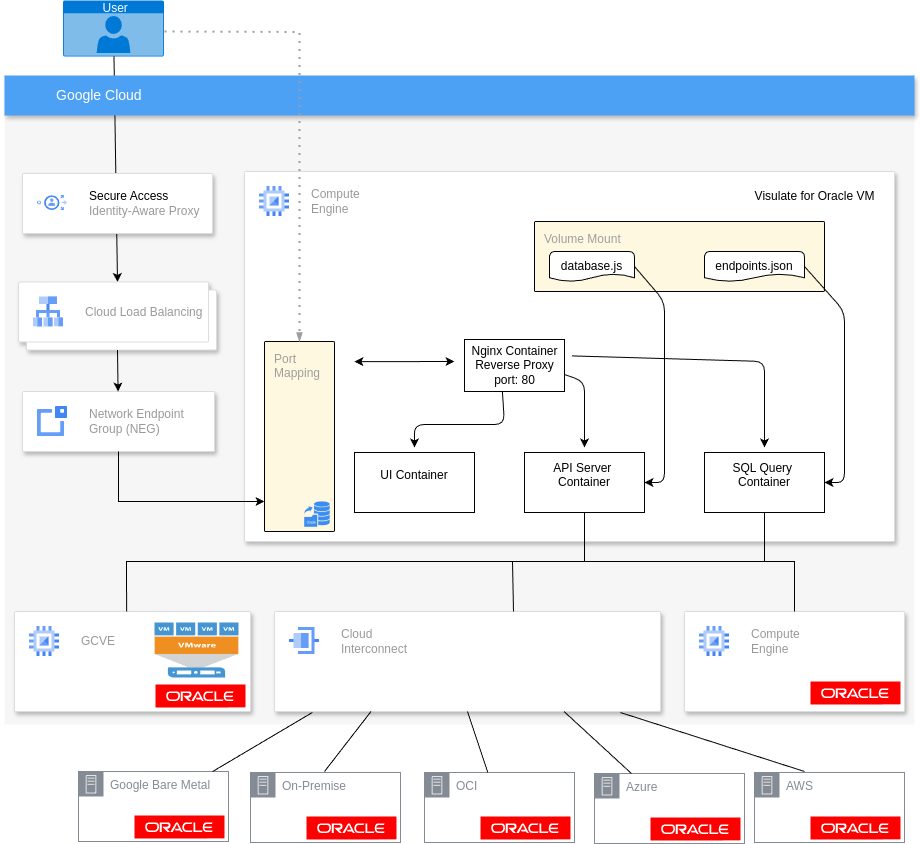 User
Google Cloud
Secure Access
Identity-Aware Proxy
Compute
Engine
Visulate for Oracle VM
Volume Mount
database.js
endpoints.json
Cloud Load Balancing
Port
Mapping
Nginx Container
Reverse Proxy
port: 80
Network Endpoint
Group (NEG)
UI Container
API Server
Container
SQL Query
Container
GCVE
VM VM VM VM
VMware
ORACLE
Cloud
Interconnect
Compute
Engine
ORACLE
Google Bare Metal
ORACLE
On-Premise
ORACLE
OCI
ORACLE
Azure
ORACLE
AWS
ORACLE